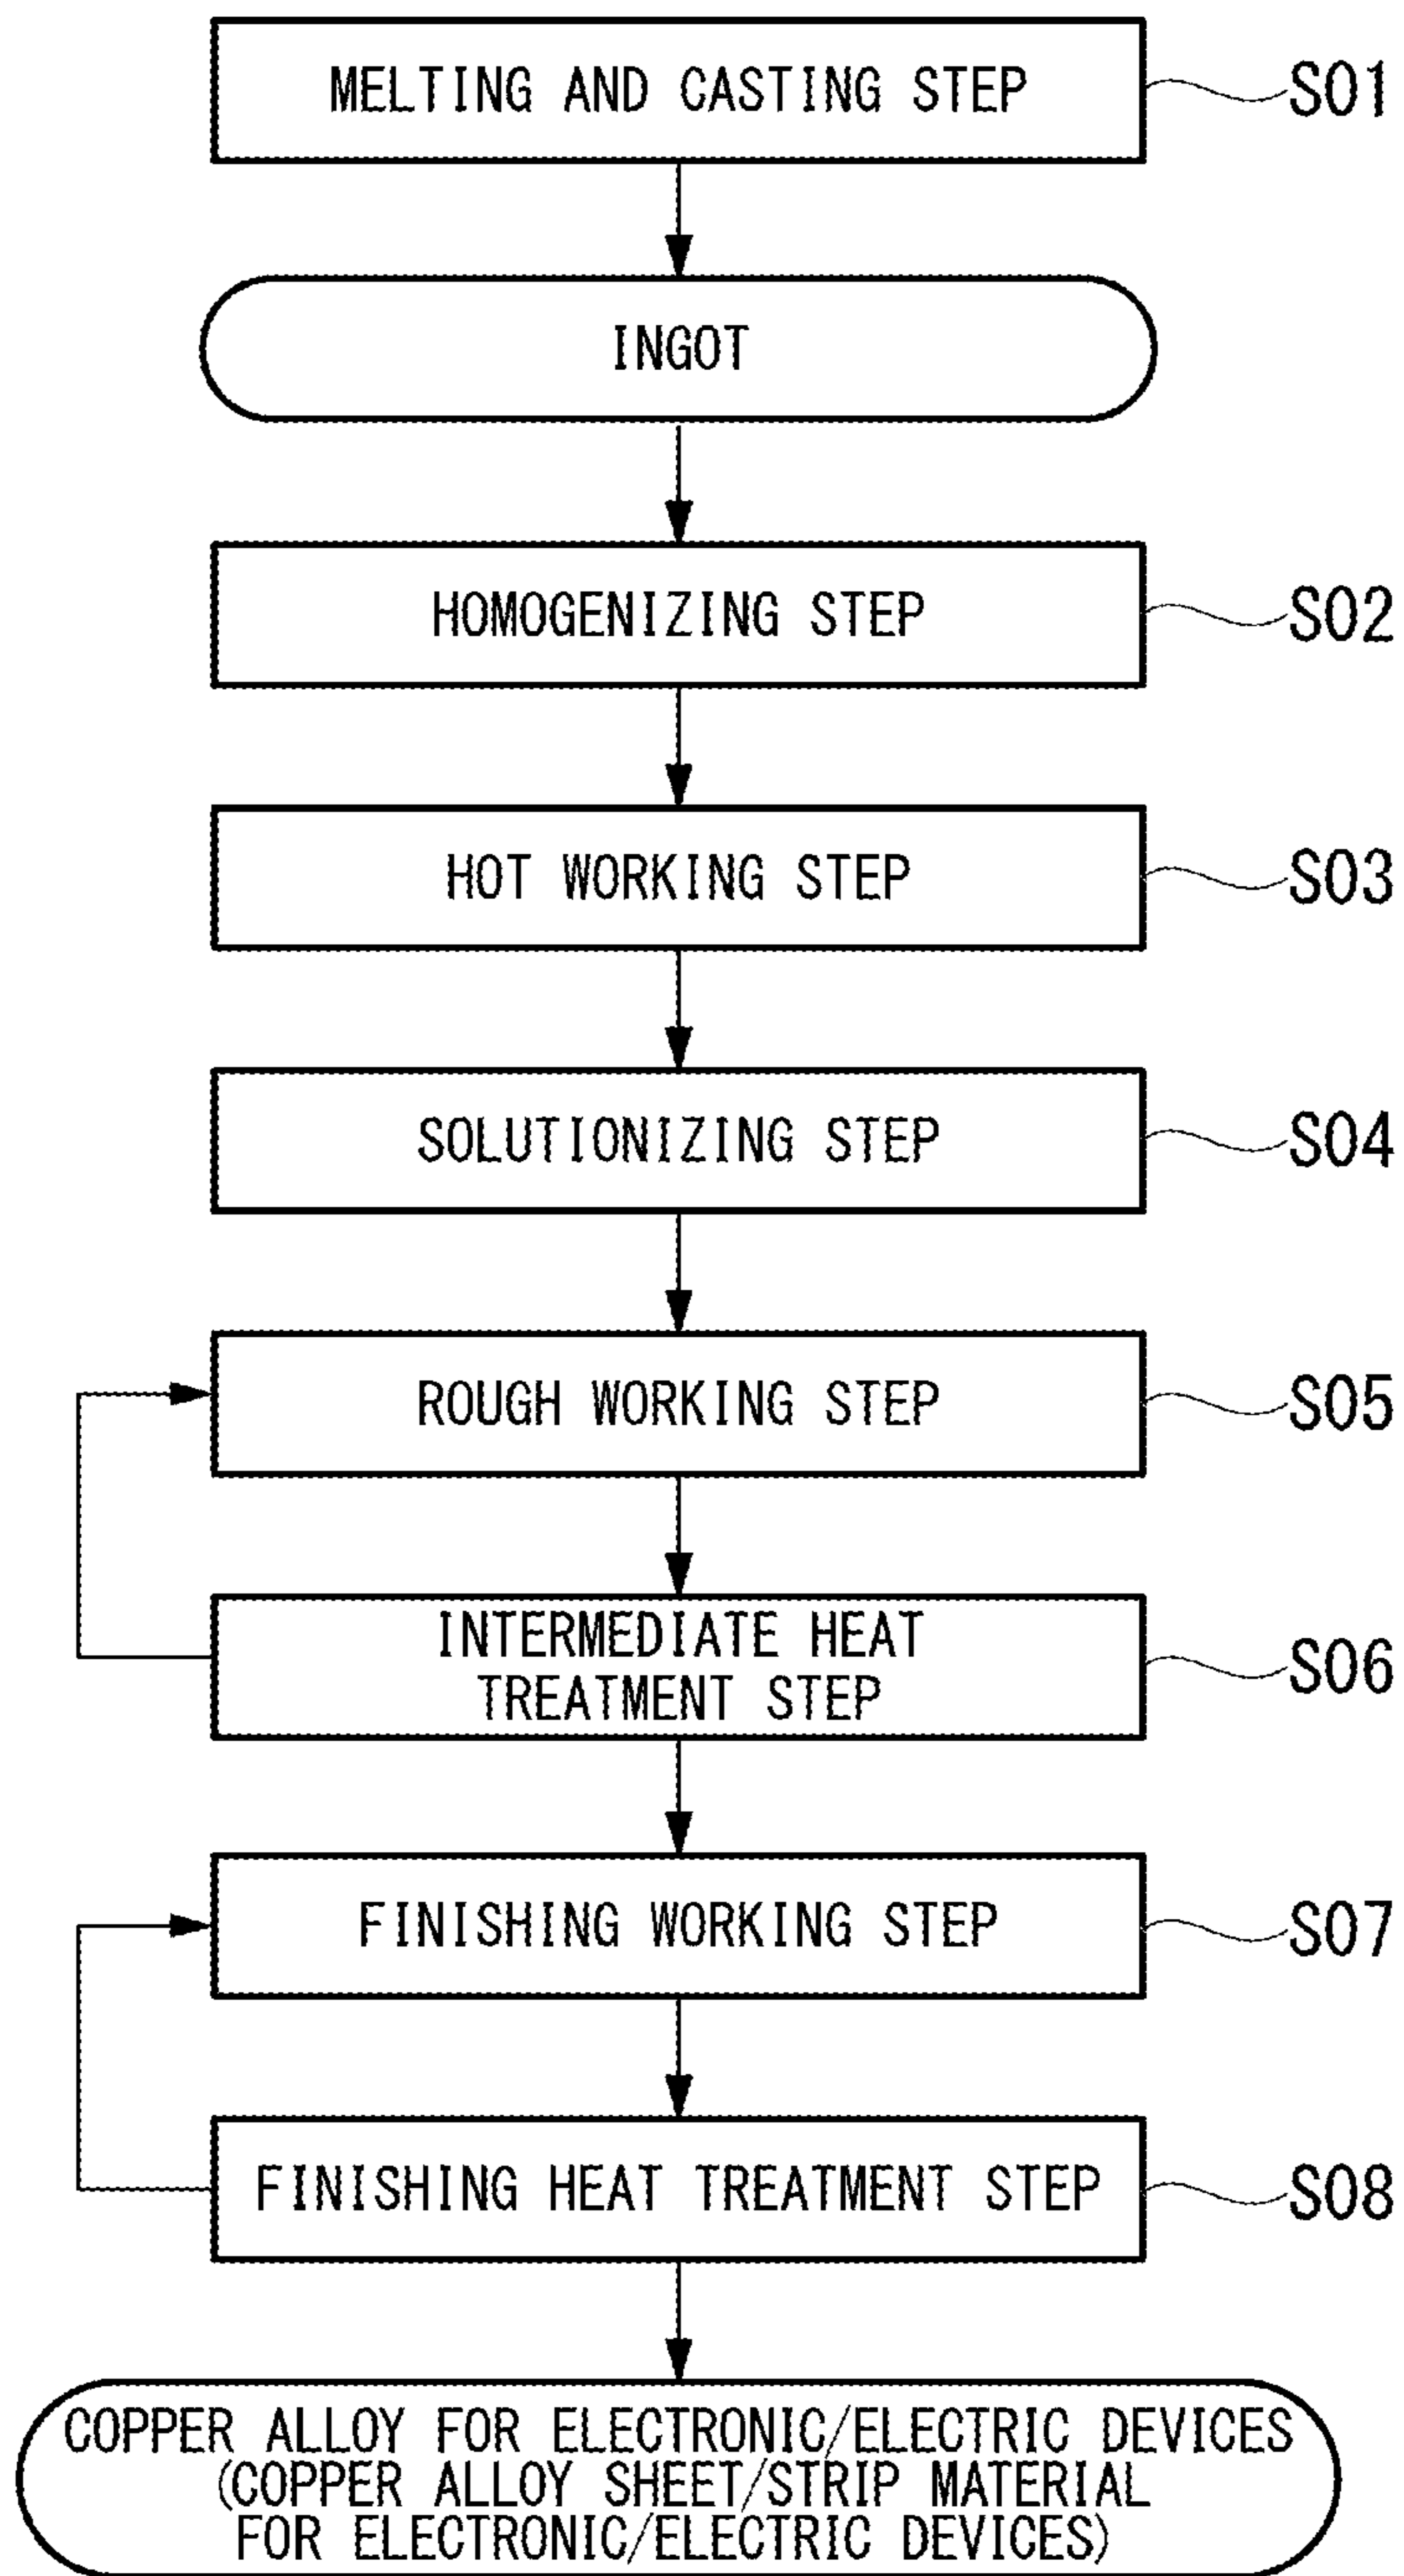 MELTING AND CASTING STEP
S01
INGOT
HOMOGENIZING STEP
S02
HOT WORKING STEP
S03
SOLUTIONIZING STEP
S04
ROUGH WORKING STEP
S05
INTERMEDIATE HEAT
TREATMENT STEP
S06
FINISHING WORKING STEP
S07
FINISHING HEAT TREATMENT STEP
S08
COPPER ALLOY FOR ELECTRONIC/ELECTRIC DEVICES
(COPPER ALLOY SHEET/STRIP MATERIAL
FOR ELECTRONIC/ELECTRIC DEVICES)